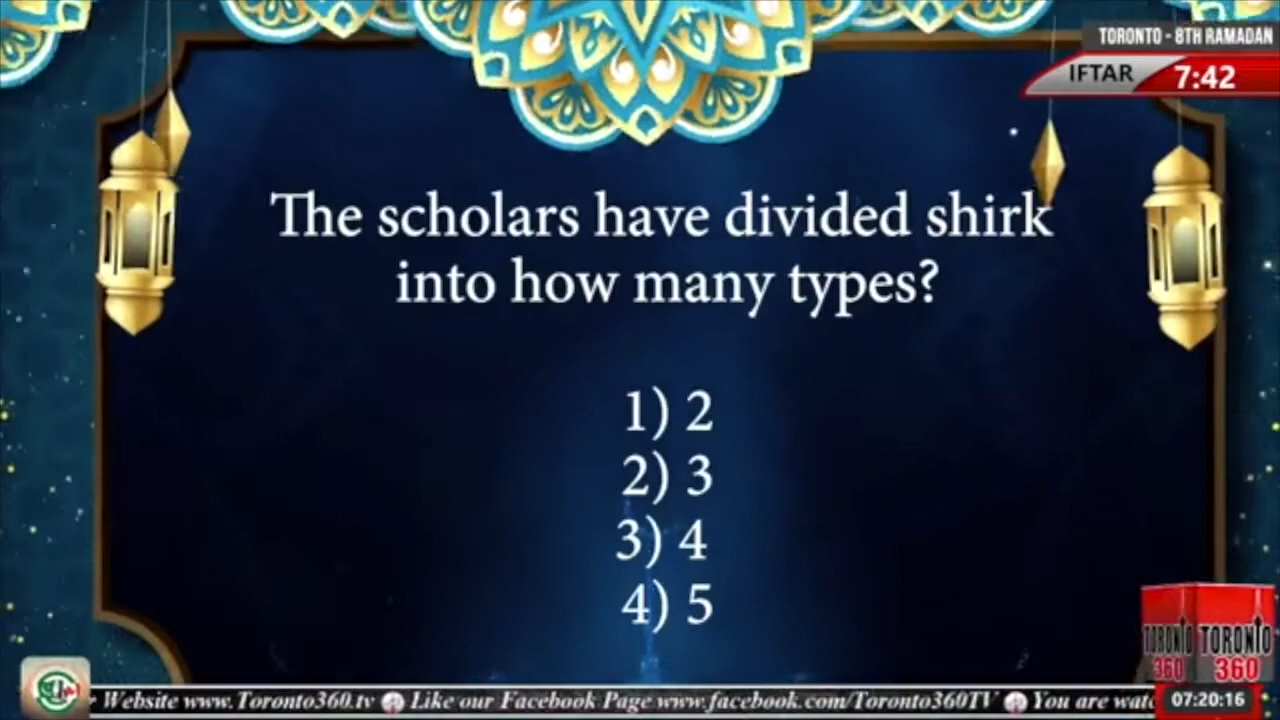 TORONTO - 8TH RAMADAN
IFTAR 7:42
The scholars have divided shirk
into how many types?
1) 2
2) 3
3) 4
4) 5
TORONTO TORONTO
360 360
Website www.Toronto360.tv Like our Facebook Page www.facebook.com/Toronto360TV You are
07:20:16